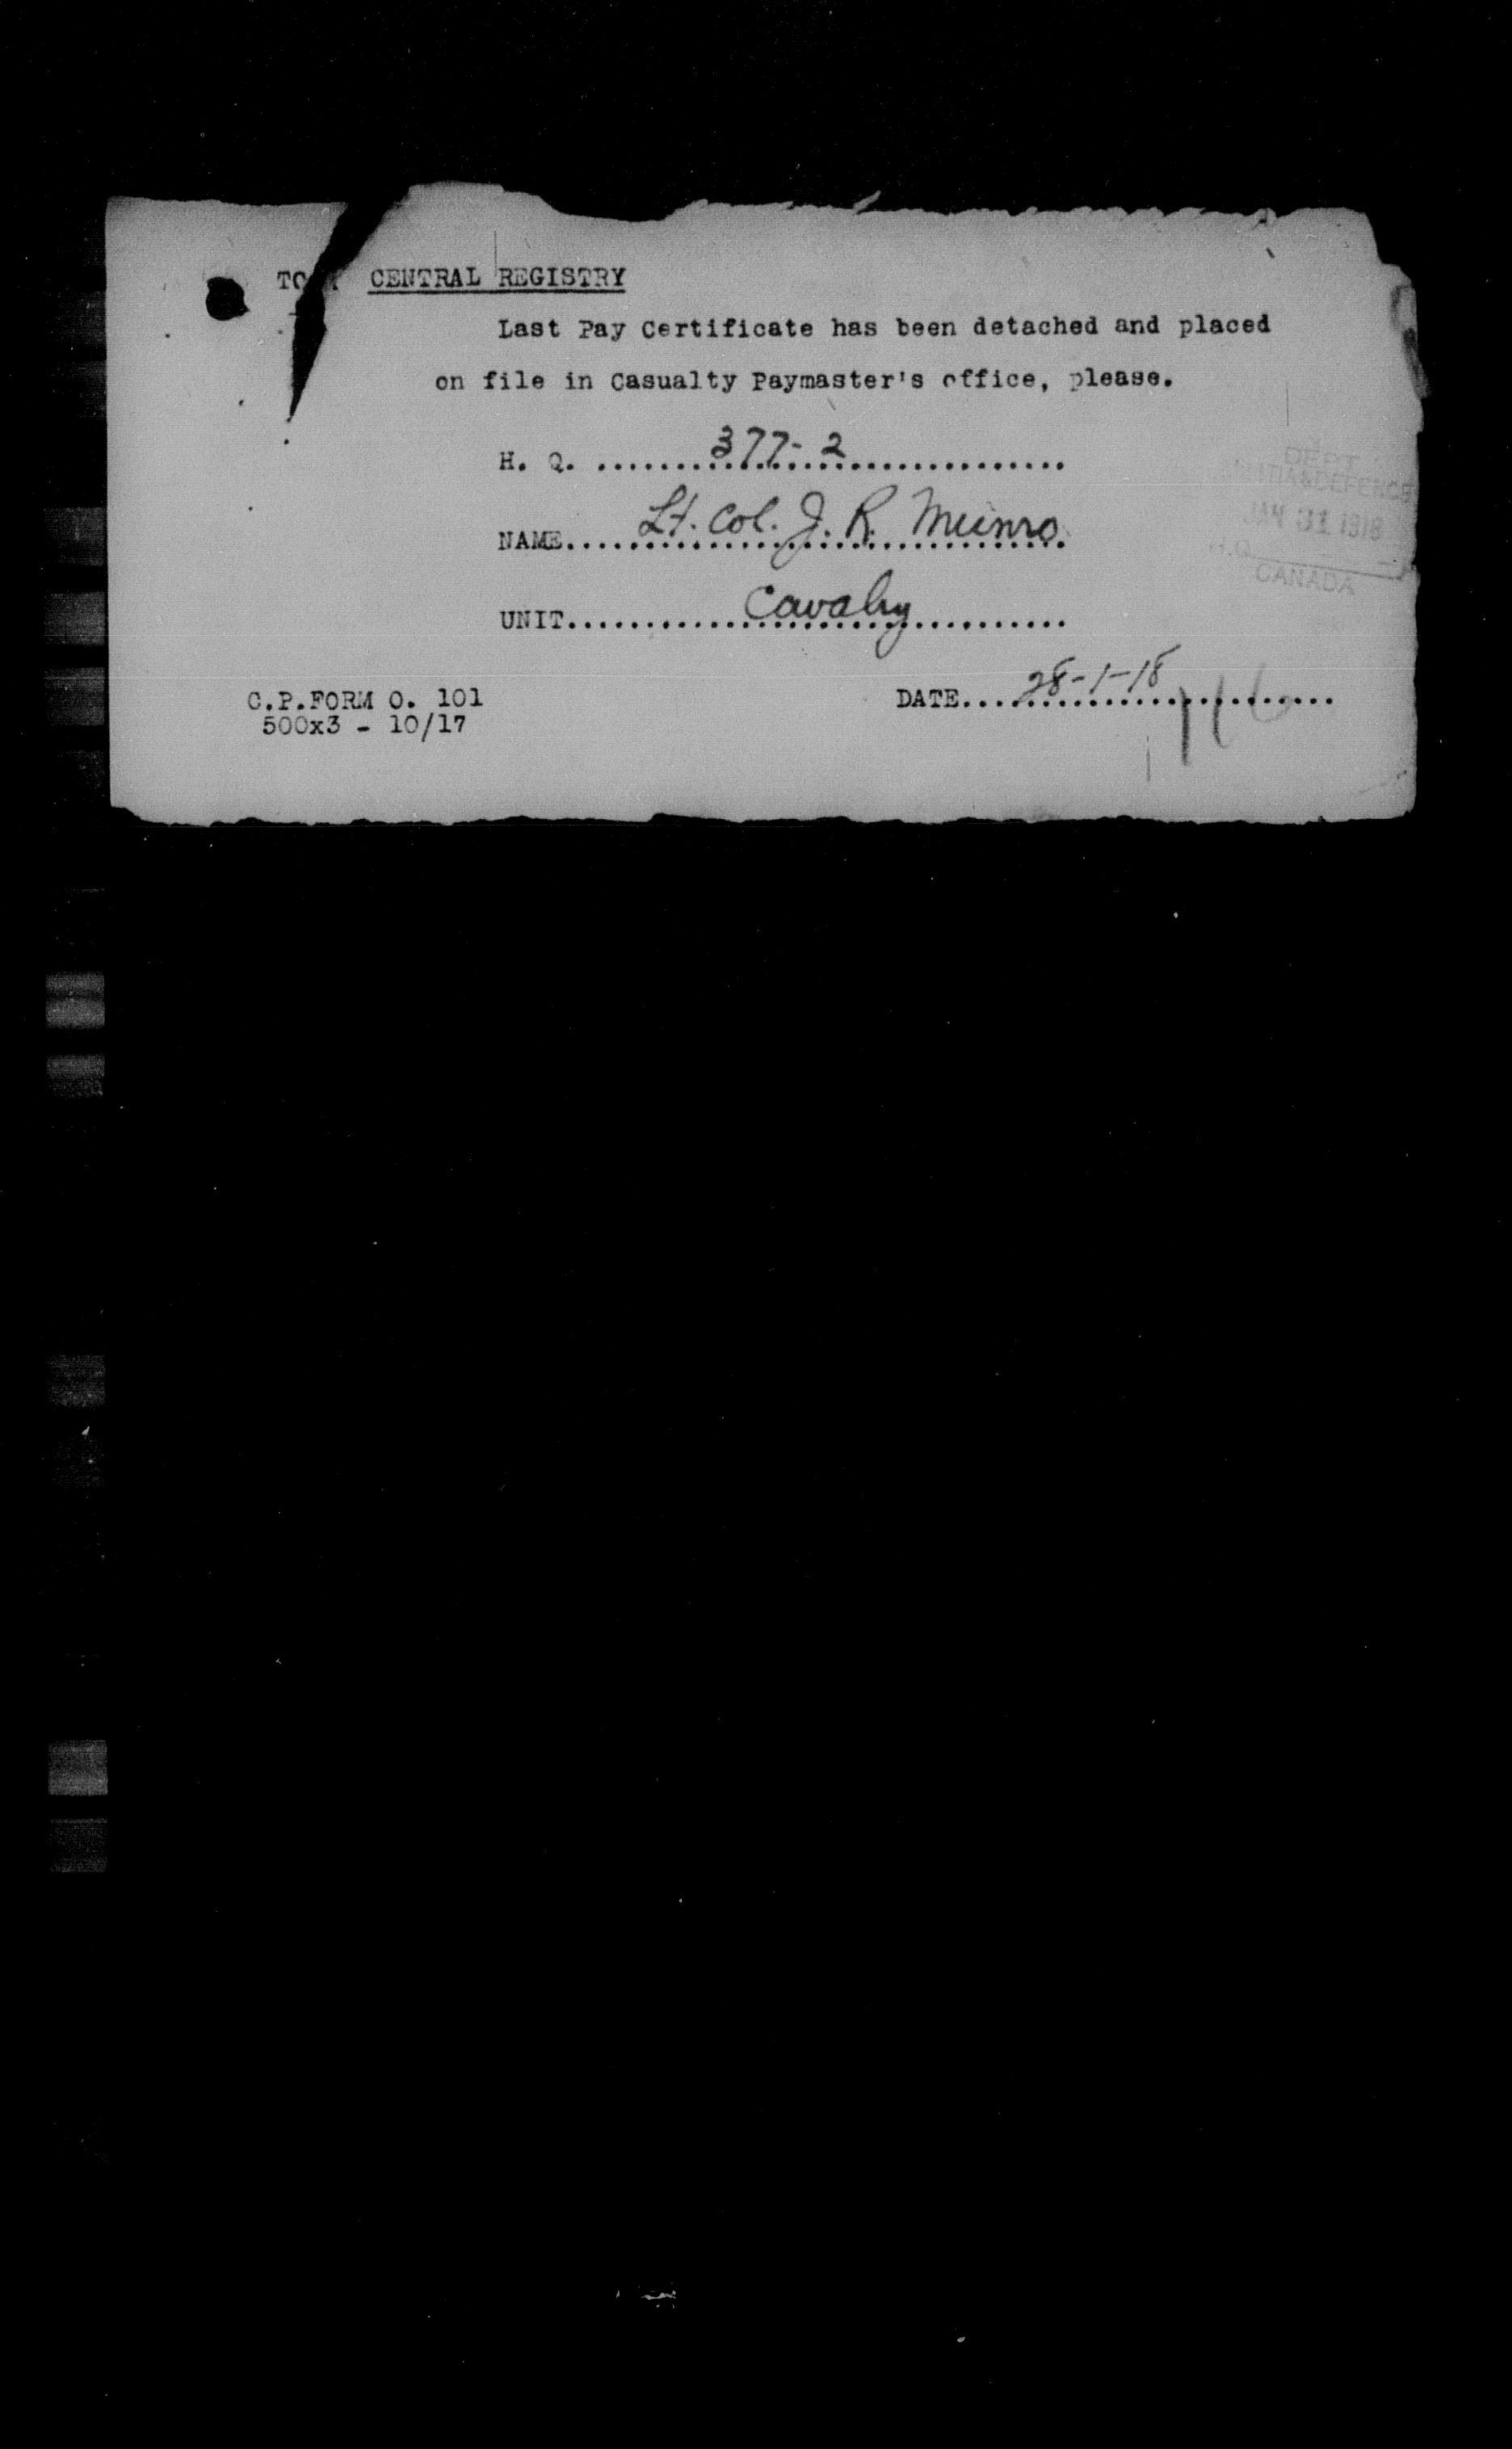 CENTRAL REGISTRY
Last Pay Certificate has been detached and placed
on file in Casualty Paymaster's office, please.
H. Q. ..............................377-2
NAME................................Lt. Col. J. R. Munro
UNIT................................Cavalry
DEPT
MILITIA & DEFENCE
JAN 31 1918
H.Q.
CANADA
C.P.FORM O. 101
500x3 - 10/17
DATE........................28-1-18